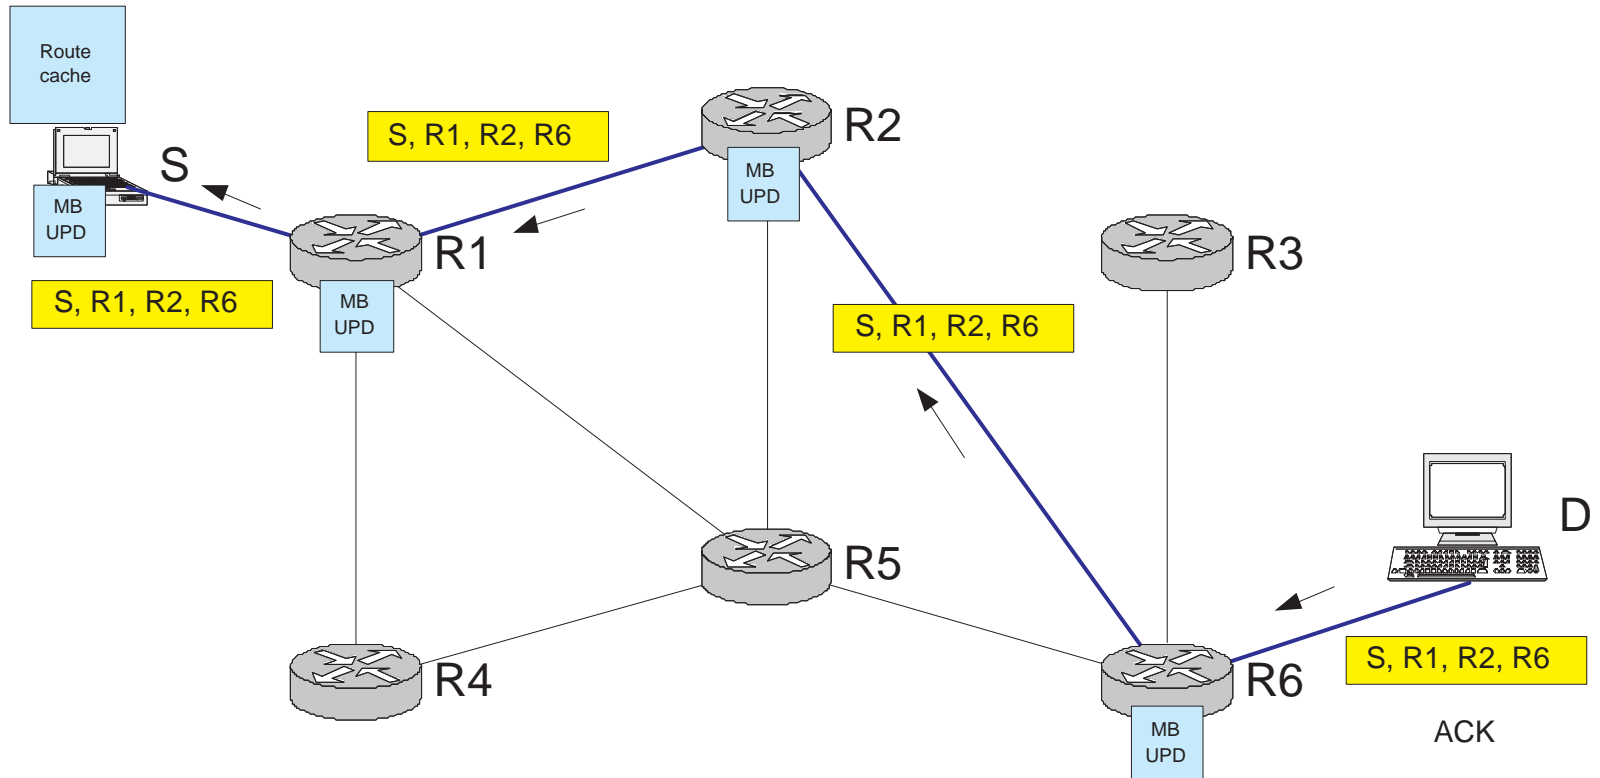 Route
cache
S
MB
UPD
S, R1, R2, R6
S, R1, R2, R6
R1
MB
UPD
R2
MB
UPD
S, R1, R2, R6
R3
R4
R5
R6
MB
UPD
D
S, R1, R2, R6
ACK